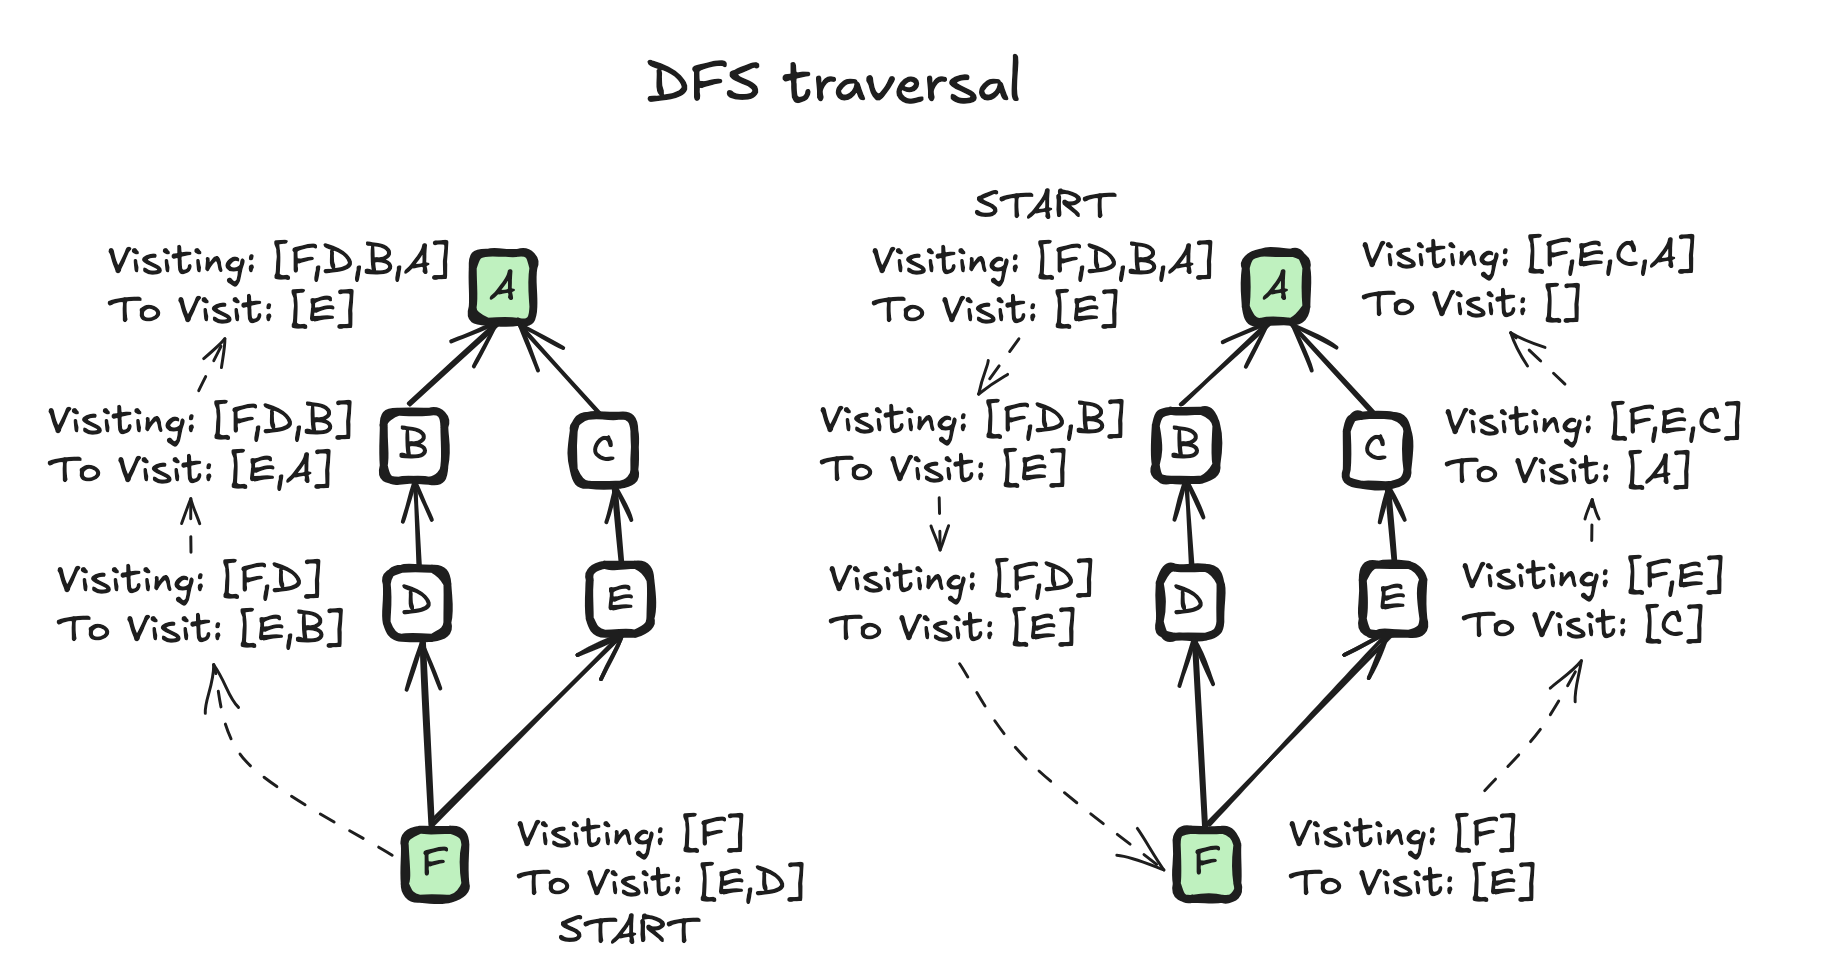 DFS traversal
Visiting: [F,D,B,A]
To Visit: [E]
A
Visiting: [F,D,B]
To Visit: [E,A]
B
C
Visiting: [F,D]
To Visit: [E,B]
D
E
F
Visiting: [F]
To Visit: [E,D]
START
START
Visiting: [F,D,B,A]
To Visit: [E]
A
Visiting: [F,E,C,A]
To Visit: []
Visiting: [F,D,B]
To Visit: [E]
B
C
Visiting: [F,E,C]
To Visit: [A]
Visiting: [F,D]
To Visit: [E]
D
E
Visiting: [F,E]
To Visit: [C]
F
Visiting: [F]
To Visit: [E]